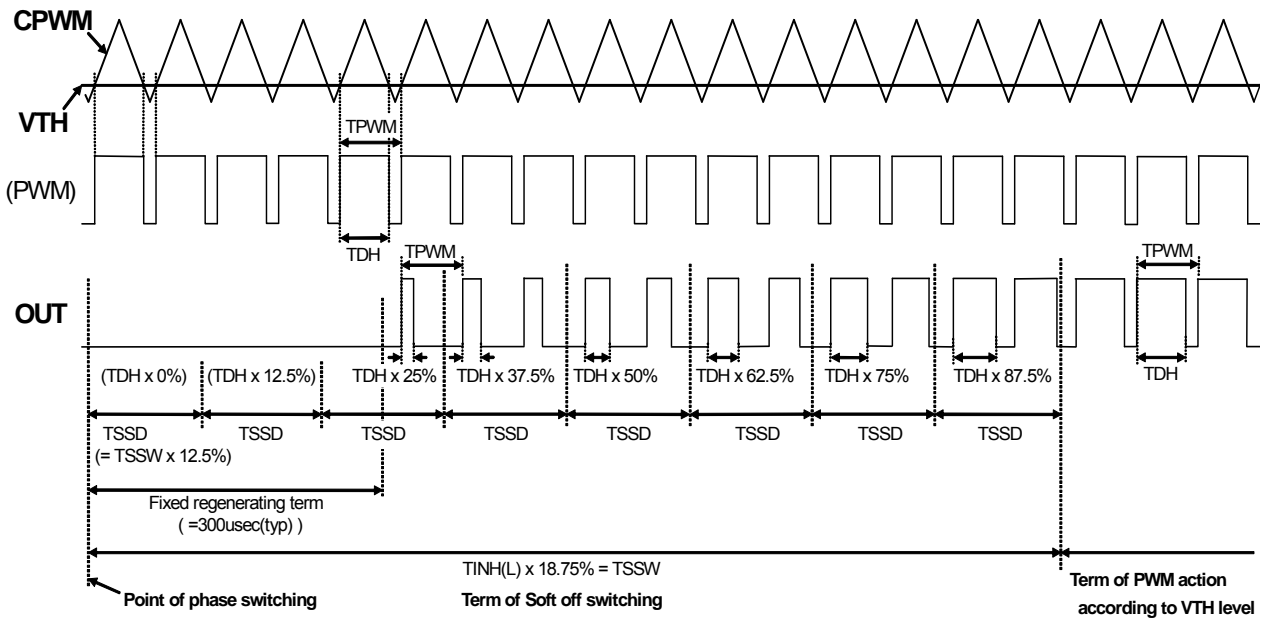 CPWM
VTH
TPWM
(PWM)
TDH
TPWM
TPWM
OUT
(TDH x 0%)
(TDH x 12.5%)
TDH x 25%
TDH x 37.5%
TDH x 50%
TDH x 62.5%
TDH x 75%
TDH x 87.5%
TDH
TSSD
TSSD
TSSD
TSSD
TSSD
TSSD
TSSD
TSSD
(= TSSW x 12.5%)
Fixed regenerating term
( =300usec(typ) )
TINH(L) x 18.75% = TSSW
Point of phase switching
Term of Soft off switching
Term of PWM action
according to VTH level